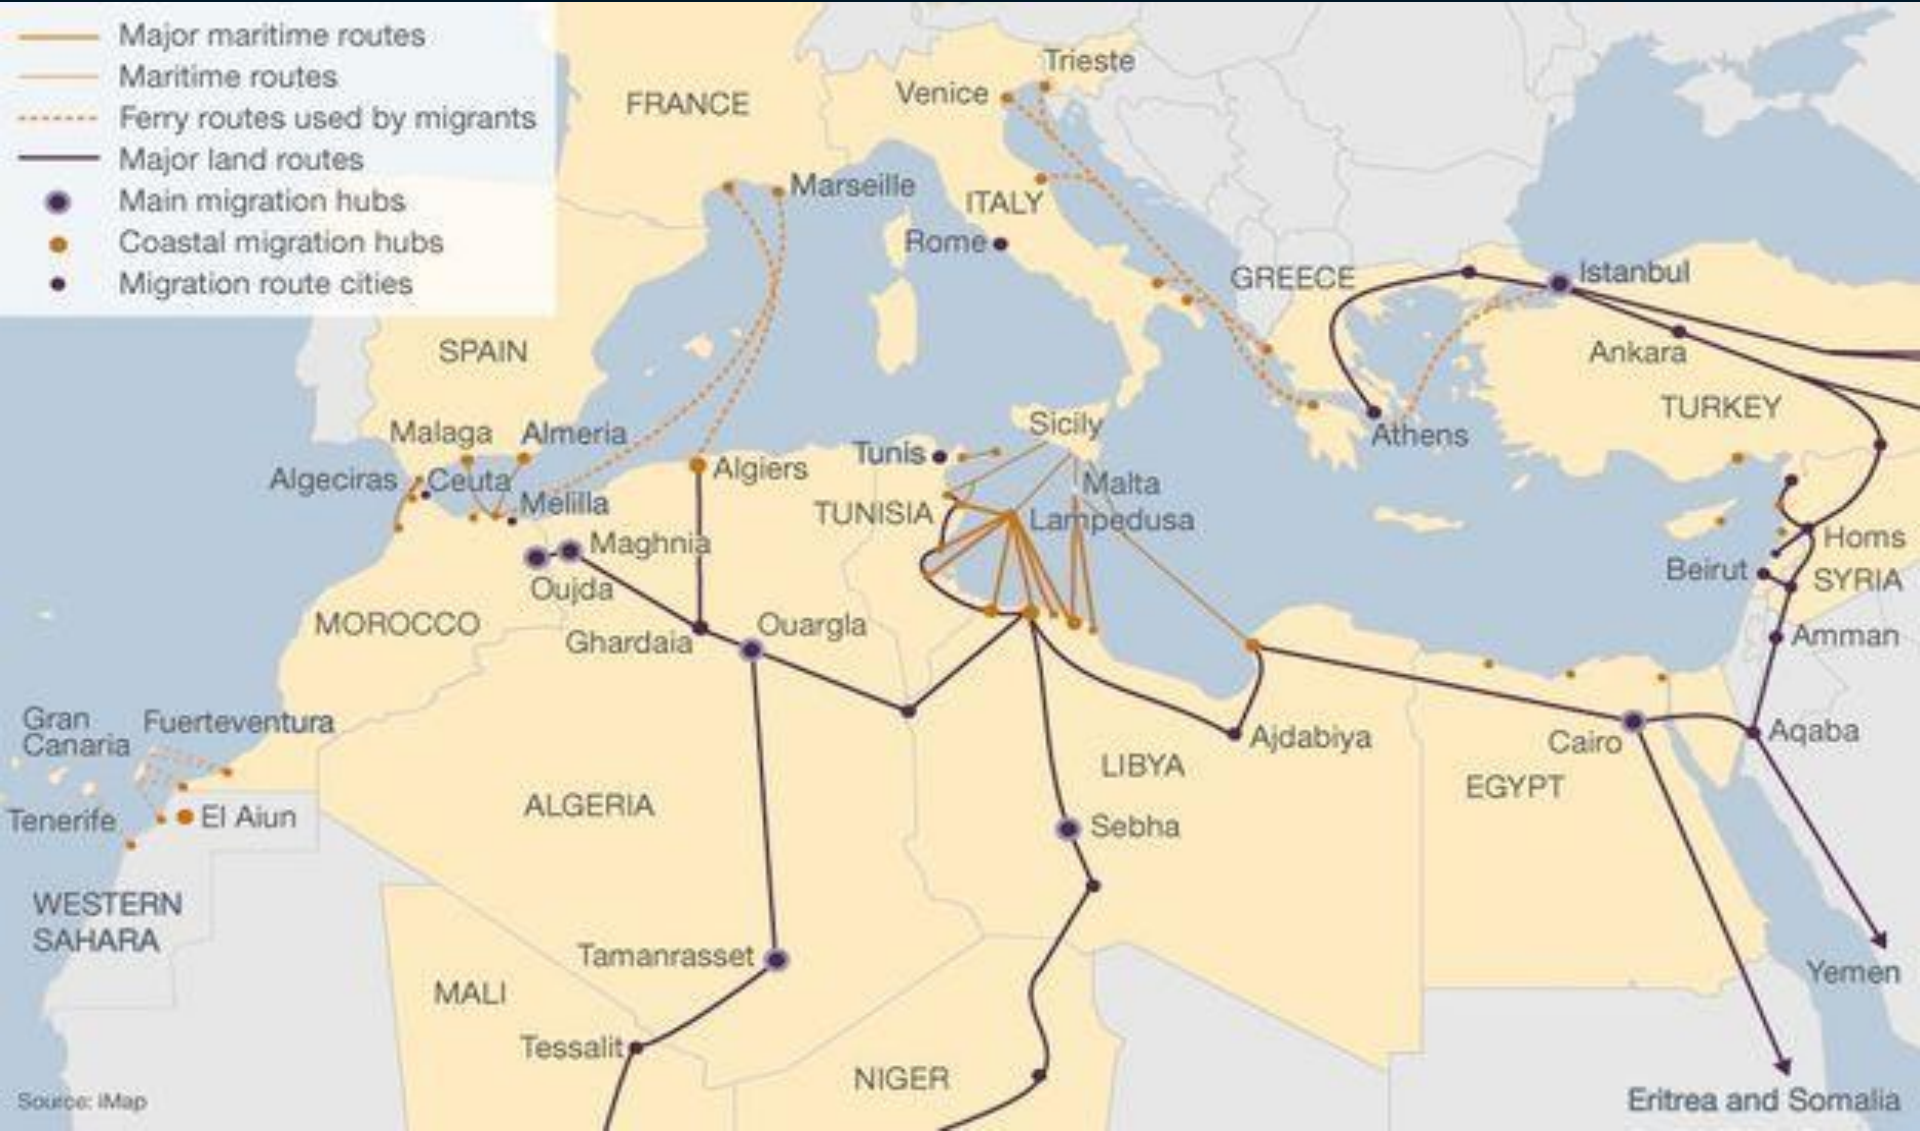 Major maritime routes
Maritime routes
Ferry routes used by migrants
Major land routes
Main migration hubs
Coastal migration hubs
Migration route cities
Trieste
Venice
FRANCE
Marseille
ITALY
Rome
GREECE
Istanbul
Ankara
SPAIN
TURKEY
Sicily
Malaga
Almeria
Athens
Tunis
Algiers
Algeciras
Ceuta
Malta
Melilla
TUNISIA
Lampedusa
Maghnia
Homs
Beirut
SYRIA
Oujda
MOROCCO
Ouargla
Ghardaia
Amman
Gran
Canaria
Fuerteventura
Ajdabiya
Cairo
Aqaba
LIBYA
EGYPT
ALGERIA
Tenerife
El Aiun
Sebha
WESTERN
SAHARA
Tamanrasset
Yemen
MALI
Tessalit
NIGER
Source: iMap
Eritrea and Somalia